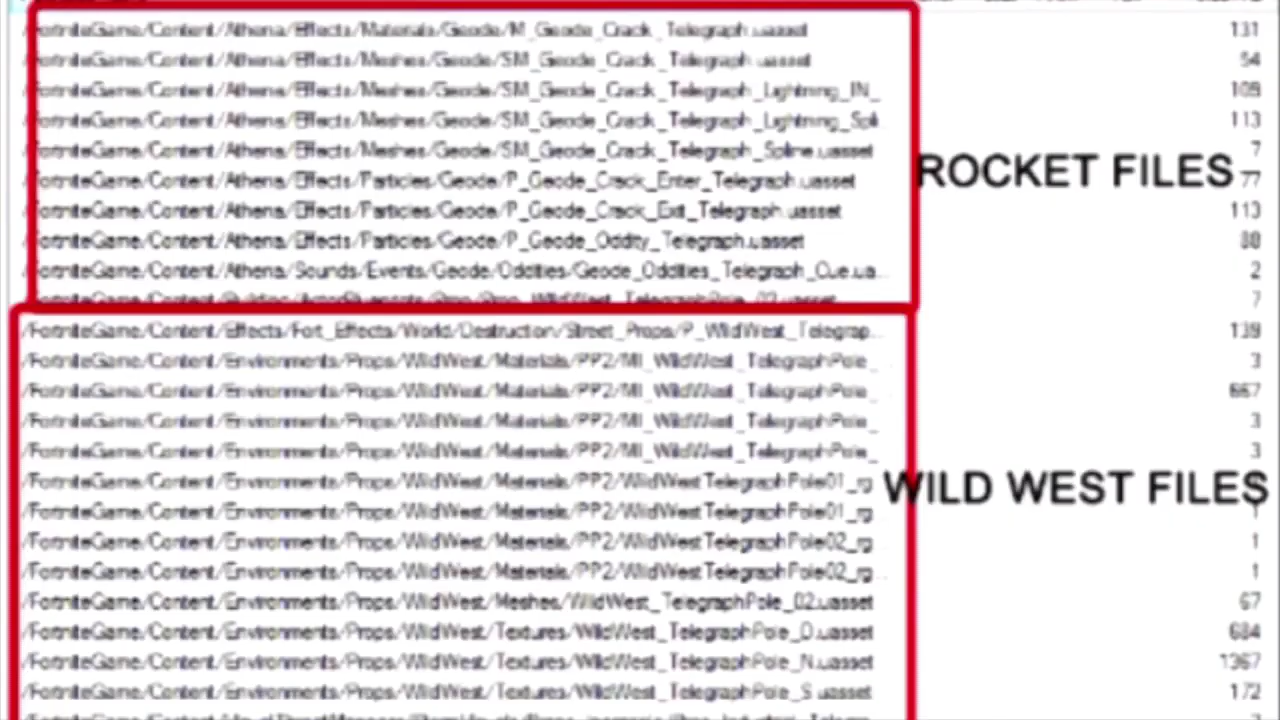 /FortniteGame/Content/Athena/Effects/Materials/Geode/M_Geode_Crack_Telegraph.uasset 131
/FortniteGame/Content/Athena/Effects/Meshes/Geode/SM_Geode_Crack_Telegraph.uasset 54
/FortniteGame/Content/Athena/Effects/Meshes/Geode/SM_Geode_Crack_Telegraph_Lightning_IN_ 109
/FortniteGame/Content/Athena/Effects/Meshes/Geode/SM_Geode_Crack_Telegraph_Lightning_Spli 113
/FortniteGame/Content/Athena/Effects/Meshes/Geode/SM_Geode_Crack_Telegraph_Spline.uasset 7
ROCKET FILES
/FortniteGame/Content/Athena/Effects/Particles/Geode/P_Geode_Crack_Enter_Telegraph.uasset 77
/FortniteGame/Content/Athena/Effects/Particles/Geode/P_Geode_Crack_Exit_Telegraph.uasset 113
/FortniteGame/Content/Athena/Effects/Particles/Geode/P_Geode_Oddity_Telegraph.uasset 88
/FortniteGame/Content/Athena/Sounds/Events/Geode/Oddities/Geode_Oddities_Telegraph_Cue.ua... 2
/FortniteGame/Content/Building/ActorBlueprints/Prop/Prop_WildWest_TelegraphPole_02.uasset 7
/FortniteGame/Content/Effects/Fort_Effects/World/Destruction/Street_Props/P_WildWest_Telegrap... 139
/FortniteGame/Content/Environments/Props/WildWest/Materials/PP2/MI_WildWest_TelegraphPole_ 3
/FortniteGame/Content/Environments/Props/WildWest/Materials/PP2/MI_WildWest_TelegraphPole_ 667
/FortniteGame/Content/Environments/Props/WildWest/Materials/PP2/MI_WildWest_TelegraphPole_ 3
/FortniteGame/Content/Environments/Props/WildWest/Materials/PP2/MI_WildWest_TelegraphPole_ 3
/FortniteGame/Content/Environments/Props/WildWest/Materials/PP2/WildWestTelegraphPole01_rg
WILD WEST FILES
/FortniteGame/Content/Environments/Props/WildWest/Materials/PP2/WildWestTelegraphPole01_rg... 1
/FortniteGame/Content/Environments/Props/WildWest/Materials/PP2/WildWestTelegraphPole02_rg... 1
/FortniteGame/Content/Environments/Props/WildWest/Materials/PP2/WildWestTelegraphPole02_rg... 1
/FortniteGame/Content/Environments/Props/WildWest/Meshes/WildWest_TelegraphPole_02.uasset 67
/FortniteGame/Content/Environments/Props/WildWest/Textures/WildWest_TelegraphPole_D.uasset 684
/FortniteGame/Content/Environments/Props/WildWest/Textures/WildWest_TelegraphPole_N.uasset 1367
/FortniteGame/Content/Environments/Props/WildWest/Textures/WildWest_TelegraphPole_S.uasset 172